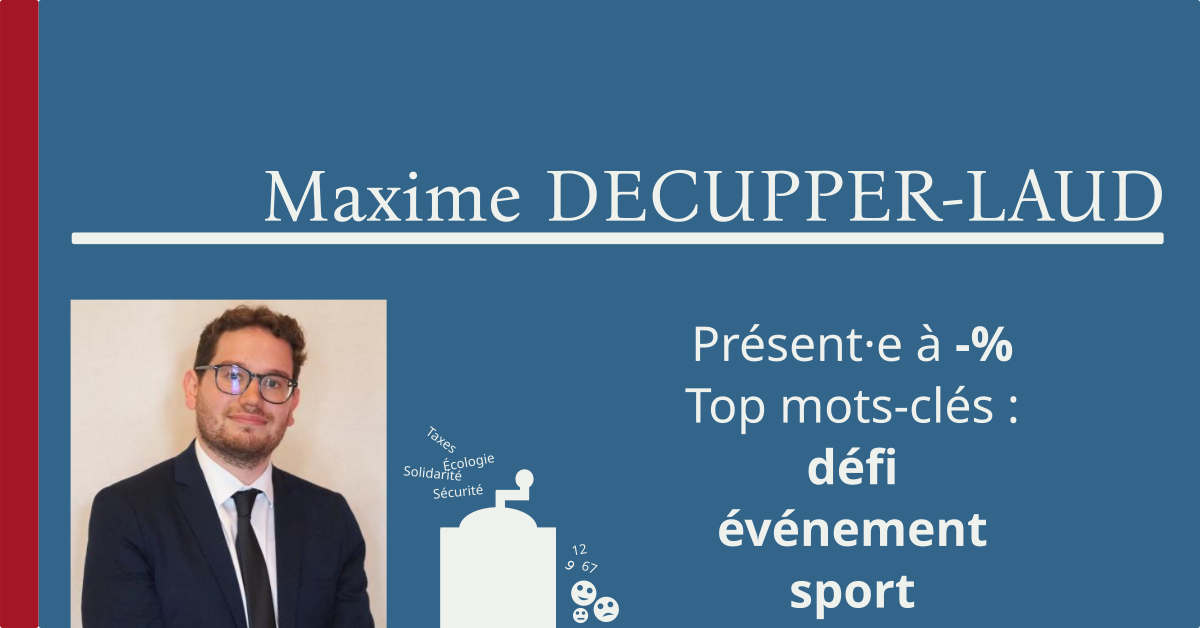 Maxime DECUPPER-LAUD
Présent·e à -%
Top mots-clés :
défi
événement
sport
Taxes
Écologie
Solidarité
Sécurité
12
9 67